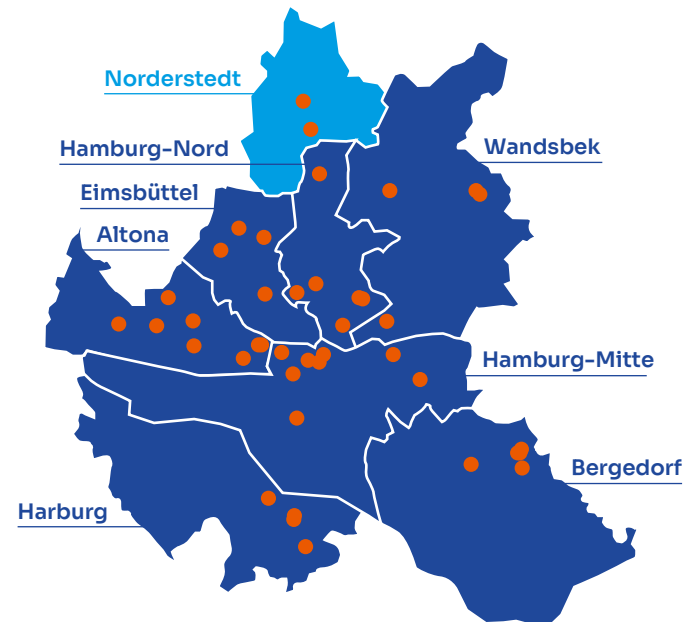 Norderstedt
Hamburg-Nord
Wandsbek
Eimsbüttel
Altona
Hamburg-Mitte
Bergedorf
Harburg